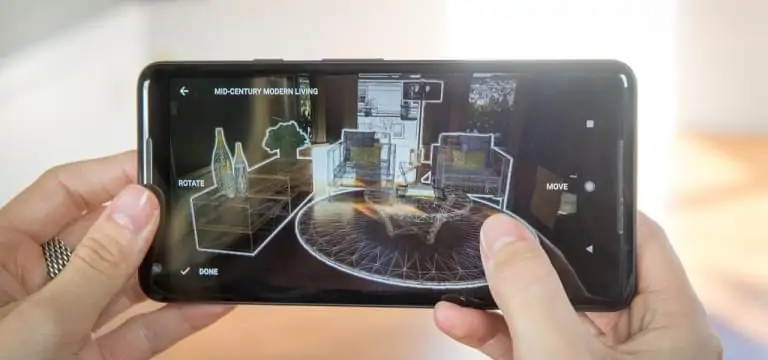 MID-CENTURY MODERN LIVING
ROTATE
MOVE
DONE